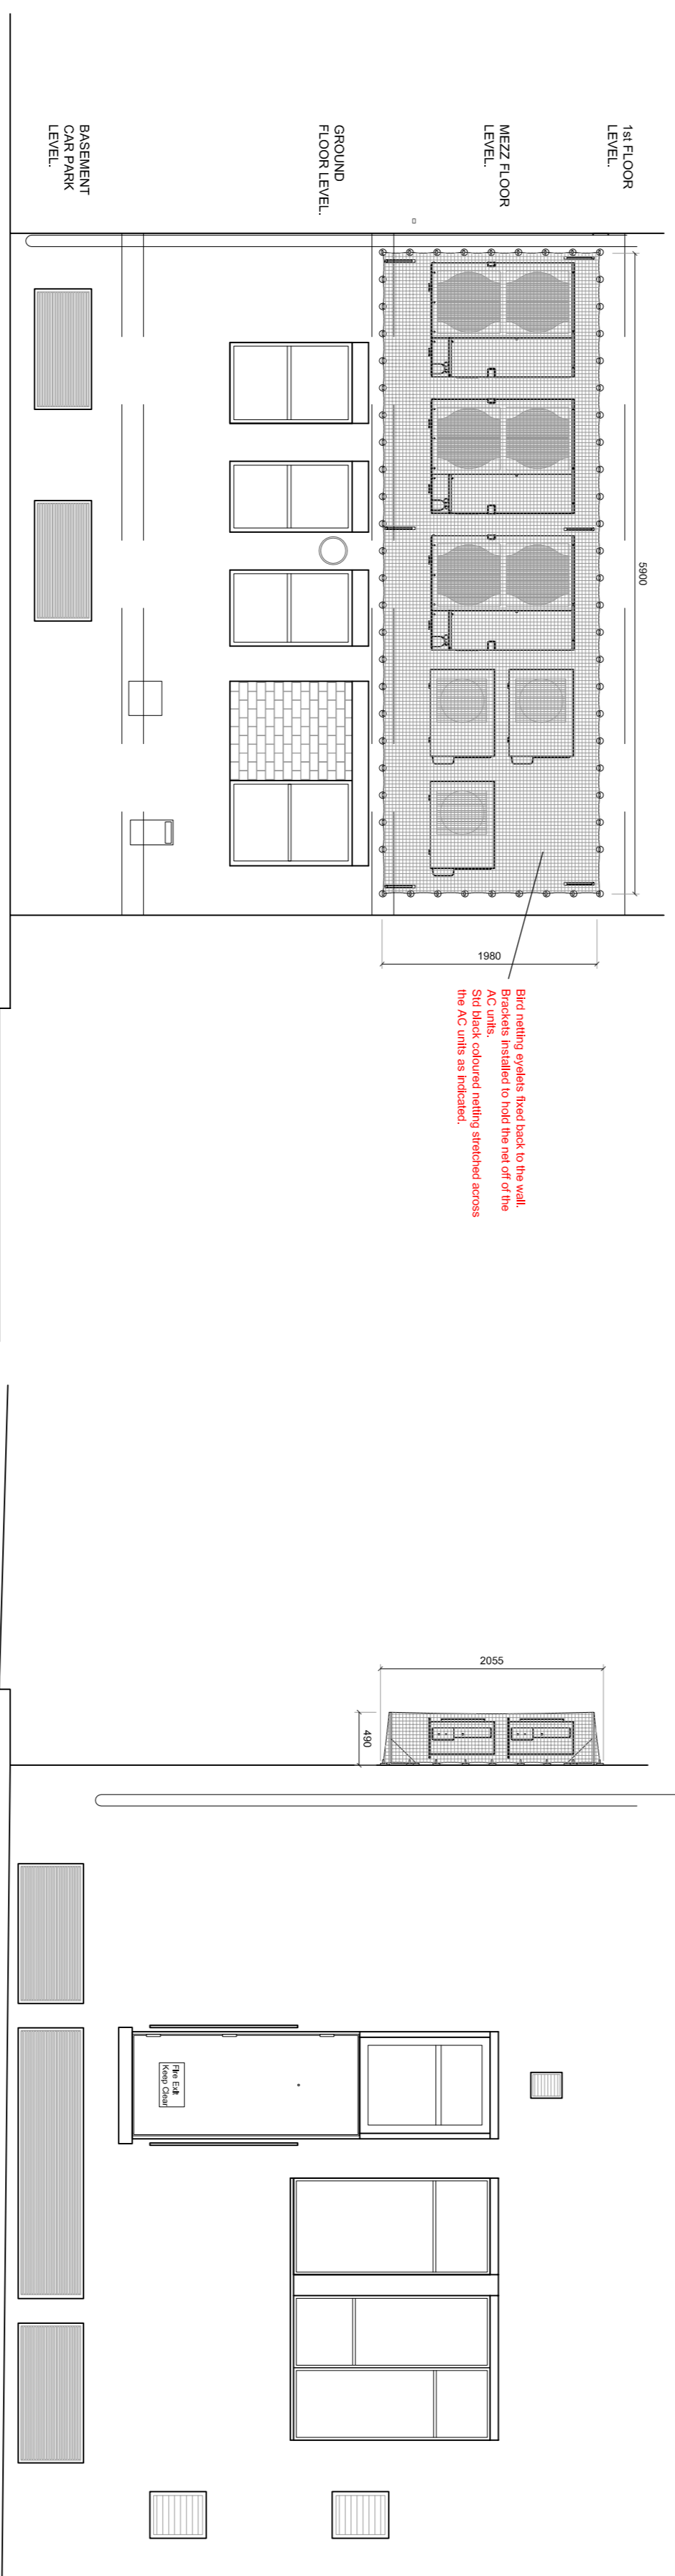 1st FLOOR
LEVEL.
MEZZ FLOOR
LEVEL.
GROUND
FLOOR LEVEL.
BASEMENT
CAR PARK
LEVEL.
5900
1980
Bird netting eyelets fixed back to the wall.
Brackets installed to hold the net off of the
AC units.
Std black coloured netting stretched across
the AC units as indicated.
2055
490
Fire Exit
Keep Clear